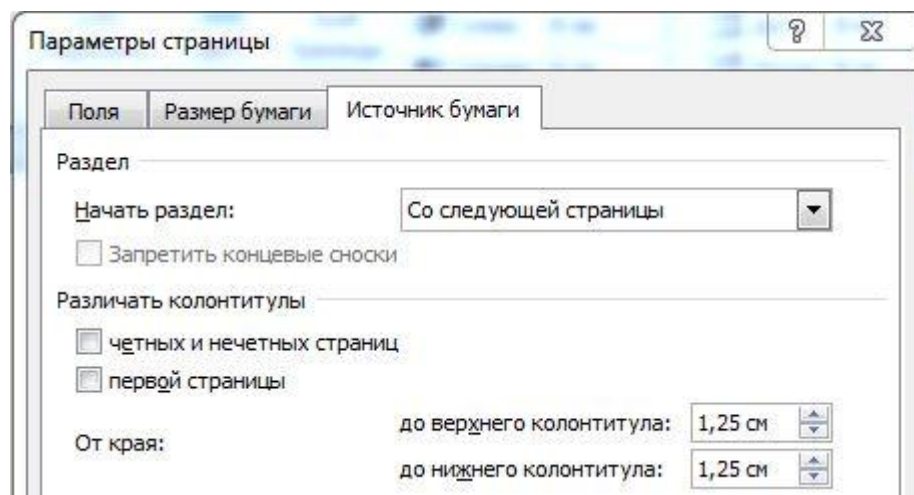 Параметры страницы
Поля Размер бумаги Источник бумаги
Раздел
Начать раздел: Со следующей страницы
Запретить концевые сноски
Различать колонтитулы
четных и нечетных страниц
первой страницы
От края:
до верхнего колонтитула: 1,25 см
до нижнего колонтитула: 1,25 см